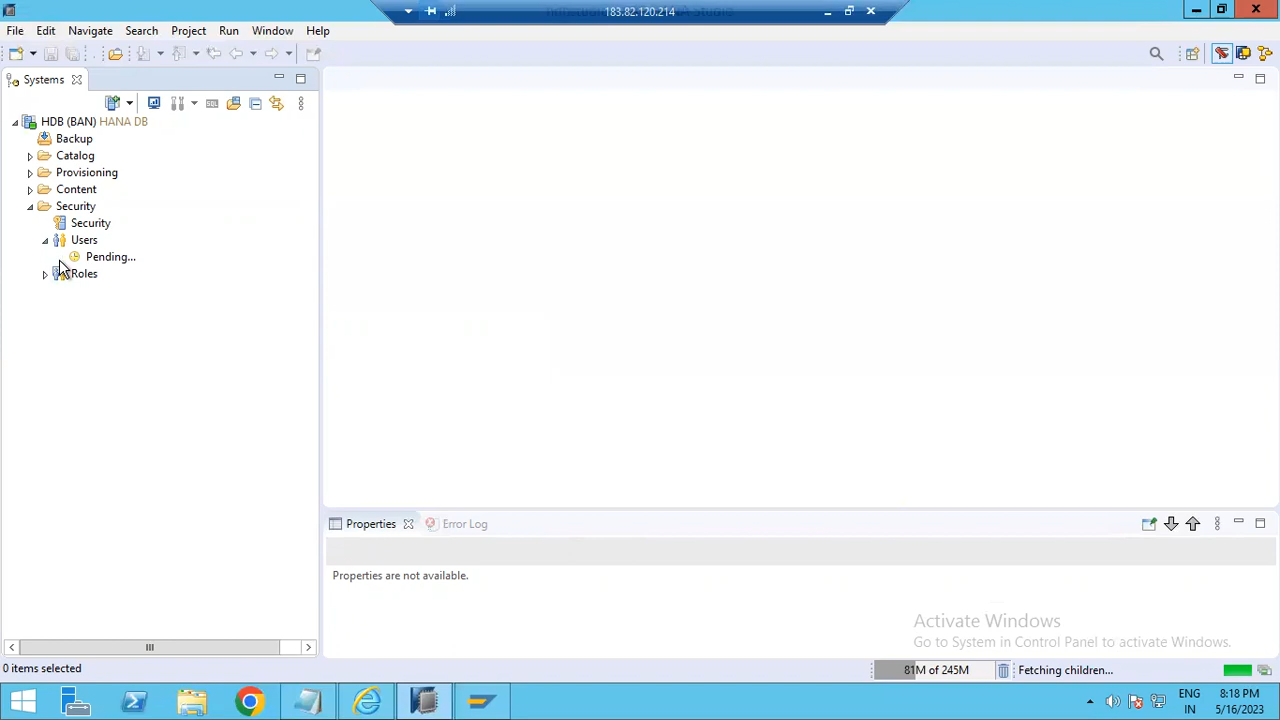 183.82.120.214
File Edit Navigate Search Project Run Window Help
Systems
SQL
HDB (BAN) HANA DB
Backup
Catalog
Provisioning
Content
Security
Security
Users
Pending...
Roles
Properties Error Log
Properties are not available.
Activate Windows
Go to System in Control Panel to activate Windows.
0 items selected
81M of 245M
Fetching children...
ENG
IN
8:18 PM
5/16/2023